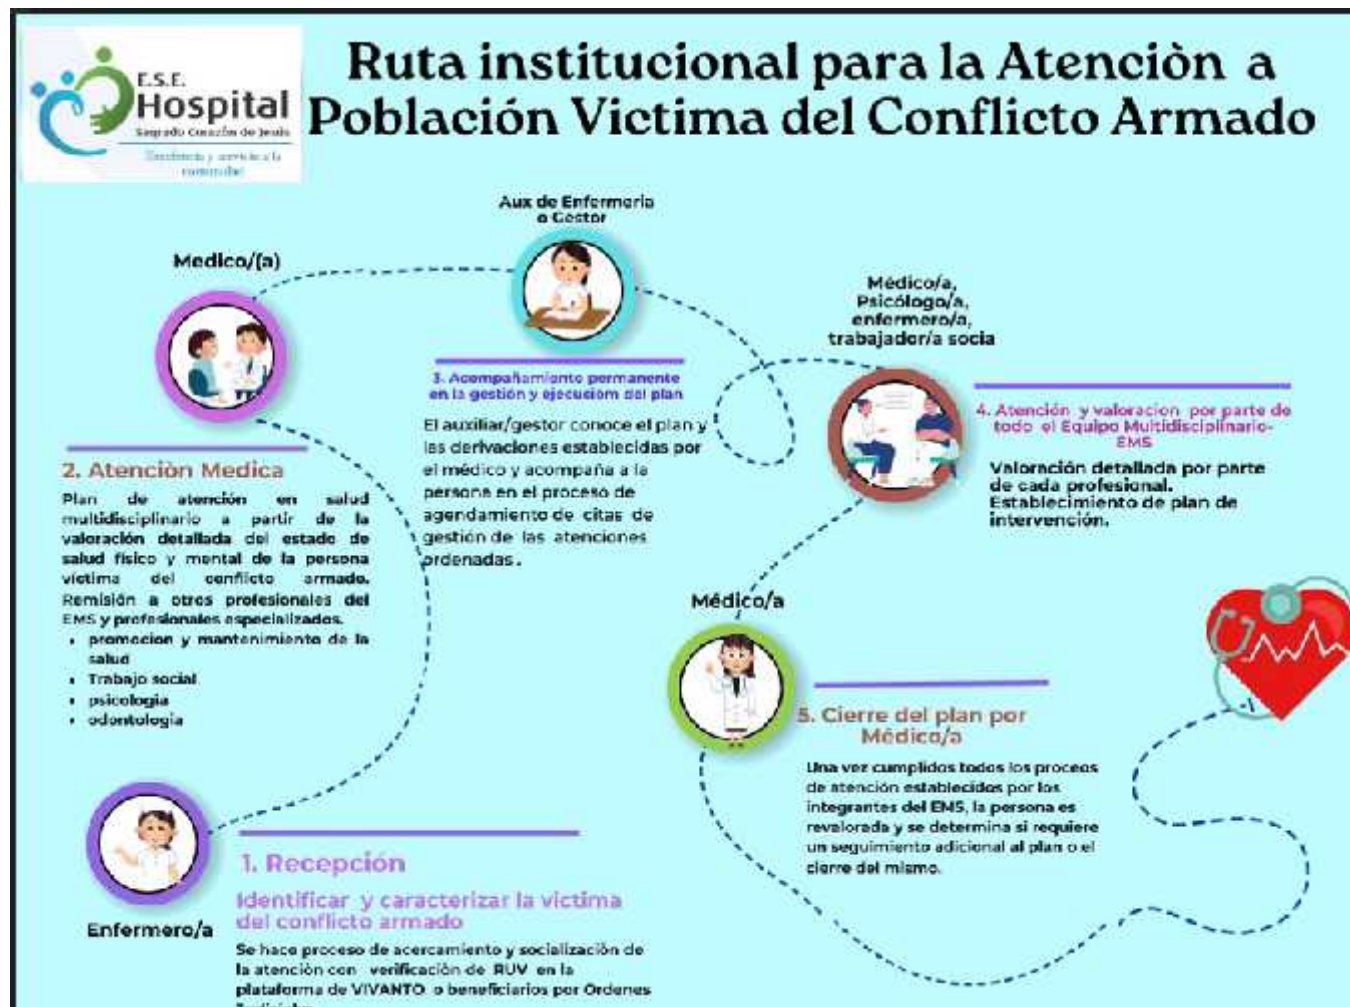 E.S.E.
Hospital
Sagrado Corazón de Jesús
Excelencia y servicio a la
comunidad
Ruta institucional para la Atenciòn a
Población Victima del Conflicto Armado
Enfermero/a
1. Recepción
Identificar y caracterizar la victima
del conflicto armado
Se hace proceso de acercamiento y socializaciòn de
la atenciòn con verificaciòn de RUV en la
plataforma de VIVANTO o beneficiarios por Ordenes
Medico/(a)
2. Atenciòn Medica
Plan de atención en salud
multidisciplinario a partir de la
valoración detallada del estado de
salud físico y mental de la persona
víctima del conflicto armado.
Remisión a otros profesionales del
EMS y profesionales especializados.
• promocion y mantenimiento de la
salud
• Trabajo social
• psicologia
• odontologia
Aux de Enfermeria
o Gestor
3. Acompañamiento permanente
en la gestión y ejecuciom del plan
El auxiliar/gestor conoce el plan y
las derivaciones establecidas por
el médico y acompaña a la
persona en el proceso de
agendamiento de citas de
gestión de las atenciones
ordenadas.
Médico/a,
Psicólogo/a,
enfermero/a,
trabajador/a socia
4. Atención y valoracion por parte de
todo el Equipo Multidisciplinario-
EMS
Valoración detallada por parte
de cada profesional.
Establecimiento de plan de
intervención.
Médico/a
5. Cierre del plan por
Médico/a
Una vez cumplidos todos los proceos
de atención establecidos por los
integrantes del EMS, la persona es
revalorada y se determina si requiere
un seguimiento adicional al plan o el
cierre del mismo.